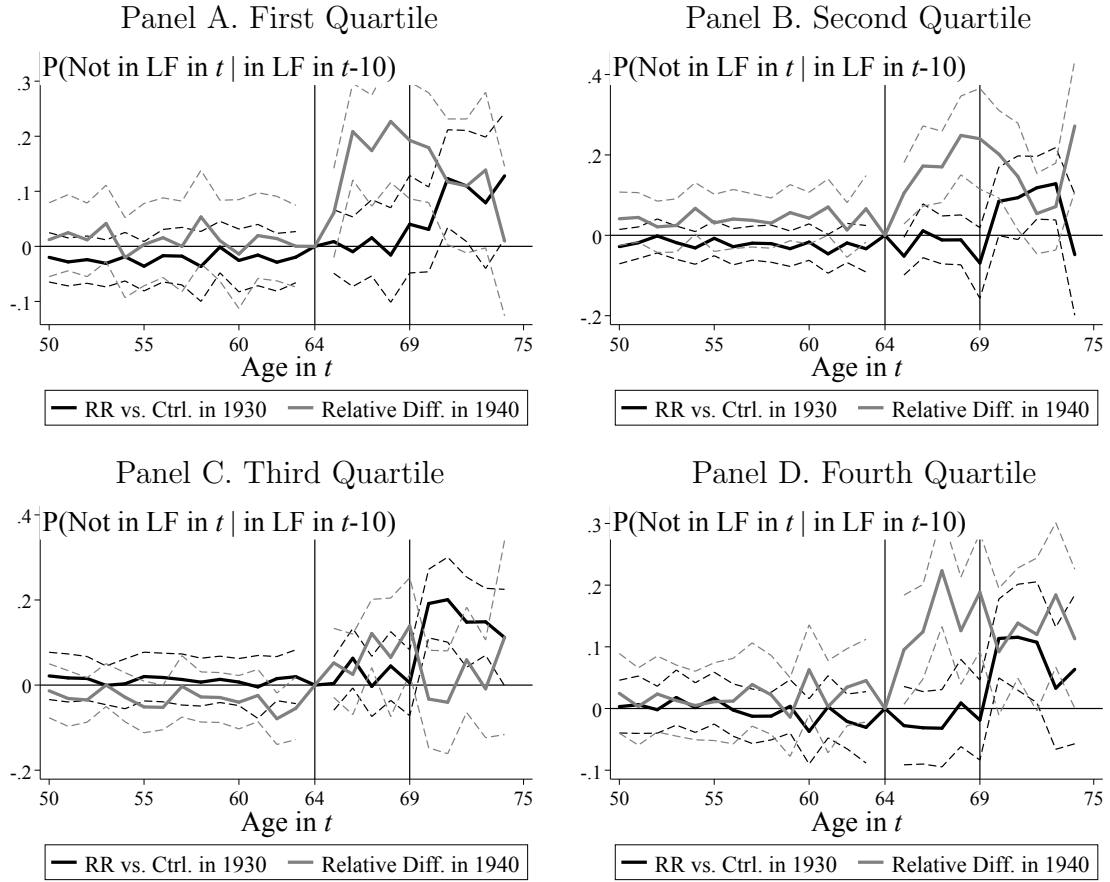 Panel A. First Quartile
P(Not in LF in t | in LF in t-10)
.3
.2
.1
0
-.1
50 55 60 64 69 75
Age in t
RR vs. Ctrl. in 1930 Relative Diff. in 1940
Panel B. Second Quartile
P(Not in LF in t | in LF in t-10)
.4
.2
0
-.2
50 55 60 64 69 75
Age in t
RR vs. Ctrl. in 1930 Relative Diff. in 1940
Panel C. Third Quartile
P(Not in LF in t | in LF in t-10)
.4
.2
0
-.2
50 55 60 64 69 75
Age in t
RR vs. Ctrl. in 1930 Relative Diff. in 1940
Panel D. Fourth Quartile
P(Not in LF in t | in LF in t-10)
.3
.2
.1
0
-.1
50 55 60 64 69 75
Age in t
RR vs. Ctrl. in 1930 Relative Diff. in 1940